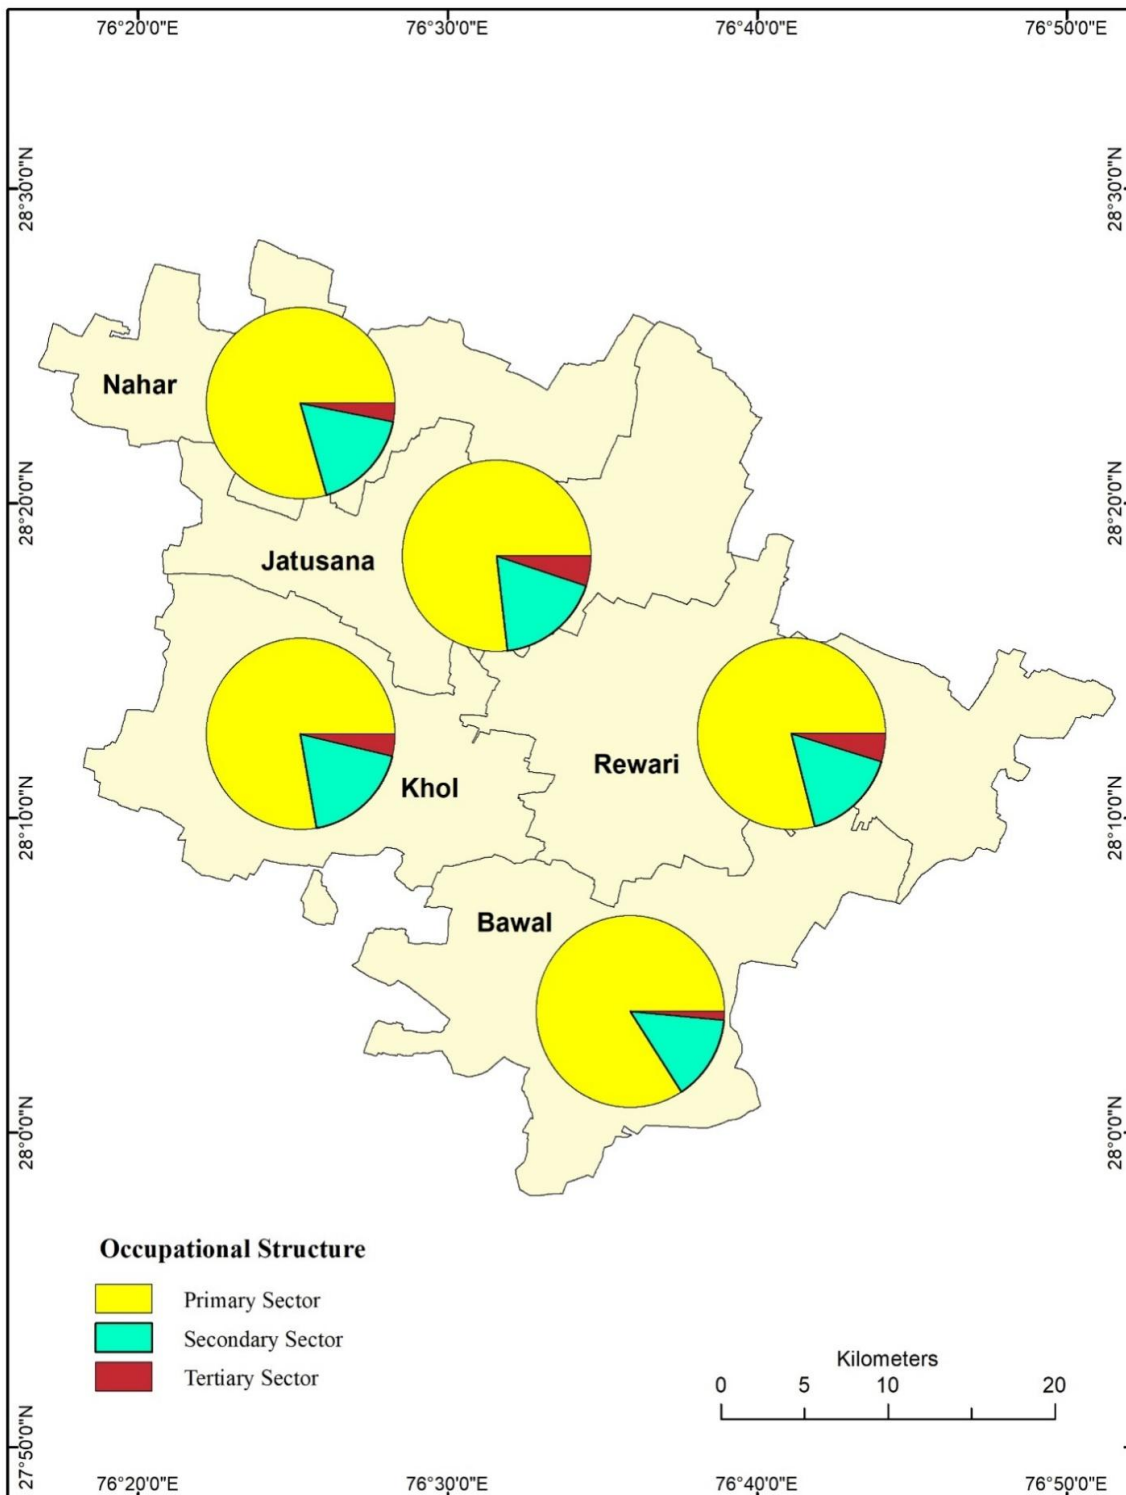 76°20'0"E 76°30'0"E 76°40'0"E 76°50'0"E
28°30'0"N 28°30'0"N
Nahar
28°20'0"N 28°20'0"N
Jatusana
Rewari
Khol
28°10'0"N 28°10'0"N
Bawal
28°0'0"N 28°0'0"N
Occupational Structure
Primary Sector
Secondary Sector
Tertiary Sector
Kilometers
0 5 10 20
27°50'0"N
76°20'0"E 76°30'0"E 76°40'0"E 76°50'0"E